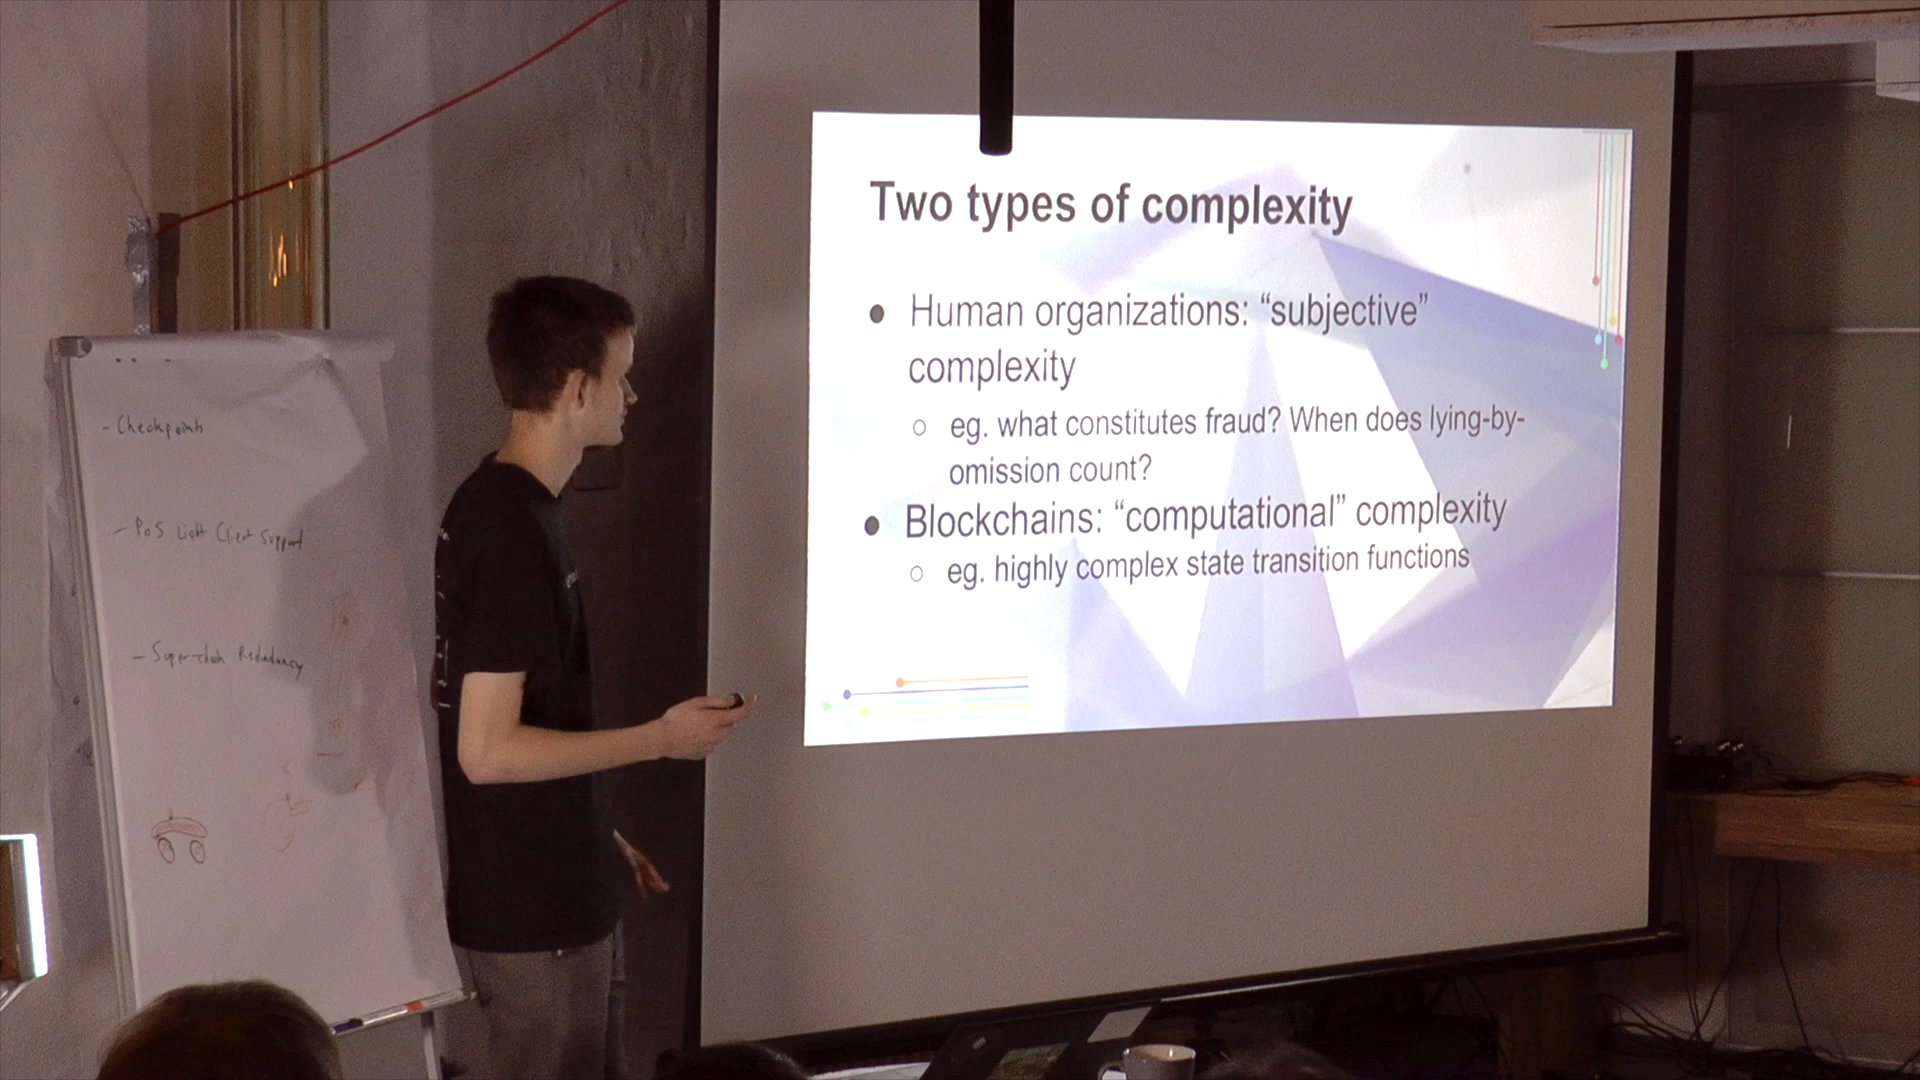 - Checkpoints
- PoS Light Client Support
- Super-chain Redundancy
Two types of complexity
● Human organizations: “subjective”
complexity
○ eg. what constitutes fraud? When does lying-by-
omission count?
● Blockchains: “computational” complexity
○ eg. highly complex state transition functions